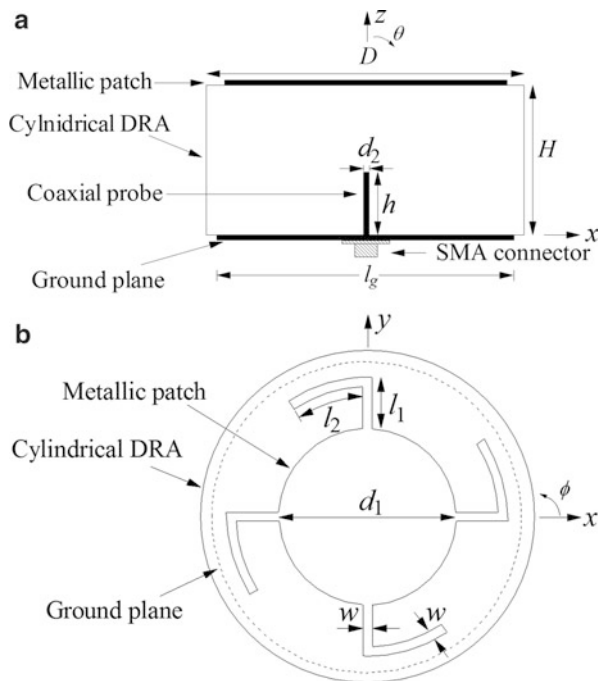 a
z
θ
D
Metallic patch
Cylnidrical DRA
d2
H
Coaxial probe
h
x
SMA connector
Ground plane
lg
b
y
Metallic patch
l1
l2
Cylindrical DRA
ϕ
d1
x
w
w
Ground plane